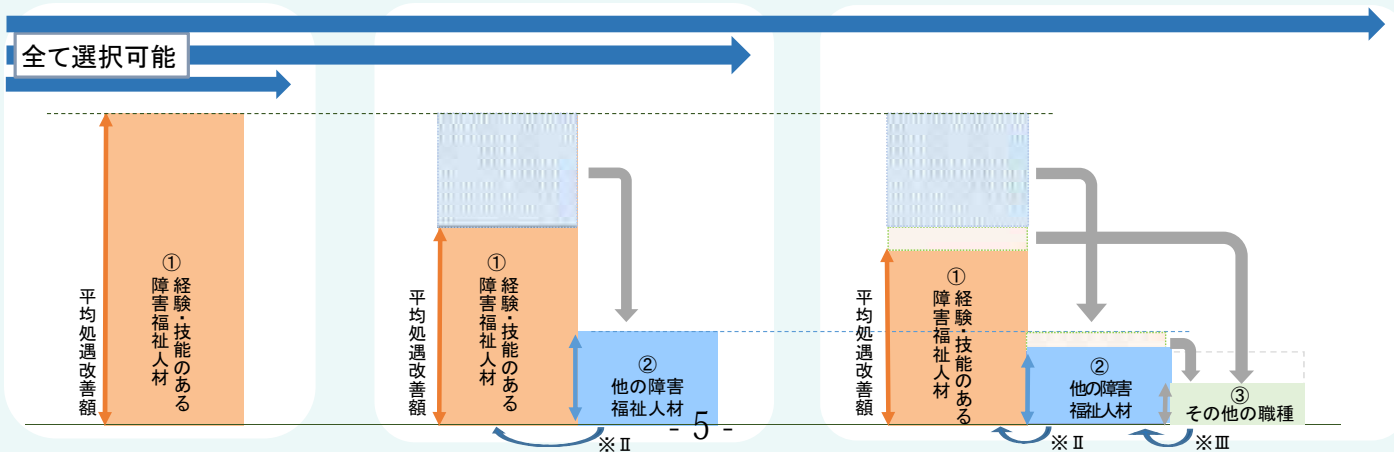 全て選択可能
平均処遇改善額
①
経験・技能のある
障害福祉人材
平均処遇改善額
①
経験・技能のある
障害福祉人材
②
他の障害
福祉人材
※Ⅱ
平均処遇改善額
①
経験・技能のある
障害福祉人材
②
他の障害
福祉人材
③
その他の職種
※Ⅱ
※Ⅲ
- 5 -